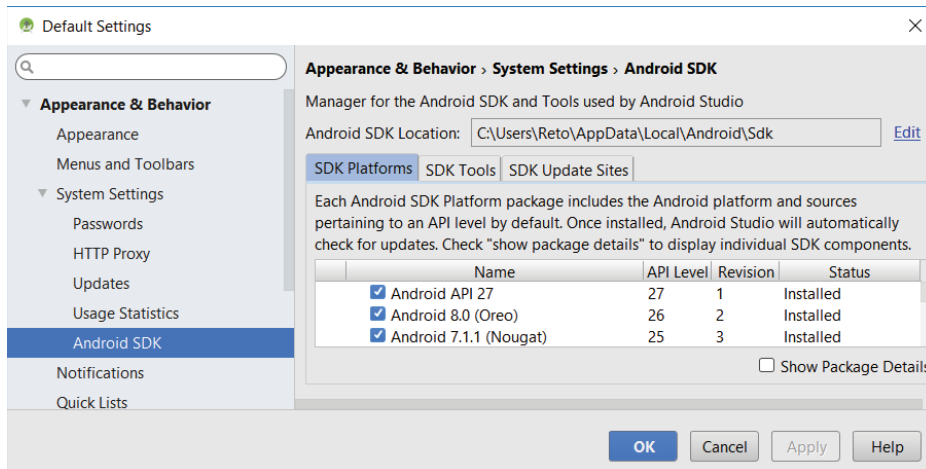 Default Settings
Appearance & Behavior › System Settings › Android SDK
Appearance & Behavior
Appearance
Menus and Toolbars
System Settings
Passwords
HTTP Proxy
Updates
Usage Statistics
Android SDK
Notifications
Quick Lists
Manager for the Android SDK and Tools used by Android Studio
Android SDK Location: C:\Users\Reto\AppData\Local\Android\Sdk Edit
SDK Platforms SDK Tools SDK Update Sites
Each Android SDK Platform package includes the Android platform and sources
pertaining to an API level by default. Once installed, Android Studio will automatically
check for updates. Check "show package details" to display individual SDK components.
Name API Level Revision Status
Android API 27 27 1 Installed
Android 8.0 (Oreo) 26 2 Installed
Android 7.1.1 (Nougat) 25 3 Installed
Show Package Details
OK Cancel Apply Help